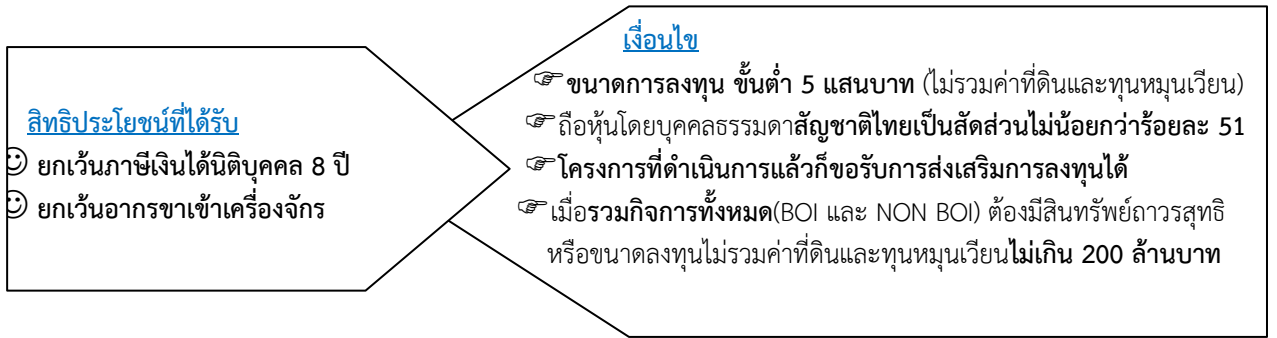 สิทธิประโยชน์ที่ได้รับ
☺ ยกเว้นภาษีเงินได้นิติบุคคล 8 ปี
☺ ยกเว้นอากรขาเข้าเครื่องจักร
เงื่อนไข
☞ ขนาดการลงทุน ขั้นต่ำ 5 แสนบาท (ไม่รวมค่าที่ดินและทุนหมุนเวียน)
☞ ถือหุ้นโดยบุคคลธรรมดาสัญชาติไทยเป็นสัดส่วนไม่น้อยกว่าร้อยละ 51
☞ โครงการที่ดำเนินการแล้วก็ขอรับการส่งเสริมการลงทุนได้
☞ เมื่อรวมกิจการทั้งหมด(BOI และ NON BOI) ต้องมีสินทรัพย์ถาวรสุทธิ
หรือขนาดลงทุนไม่รวมค่าที่ดินและทุนหมุนเวียนไม่เกิน 200 ล้านบาท